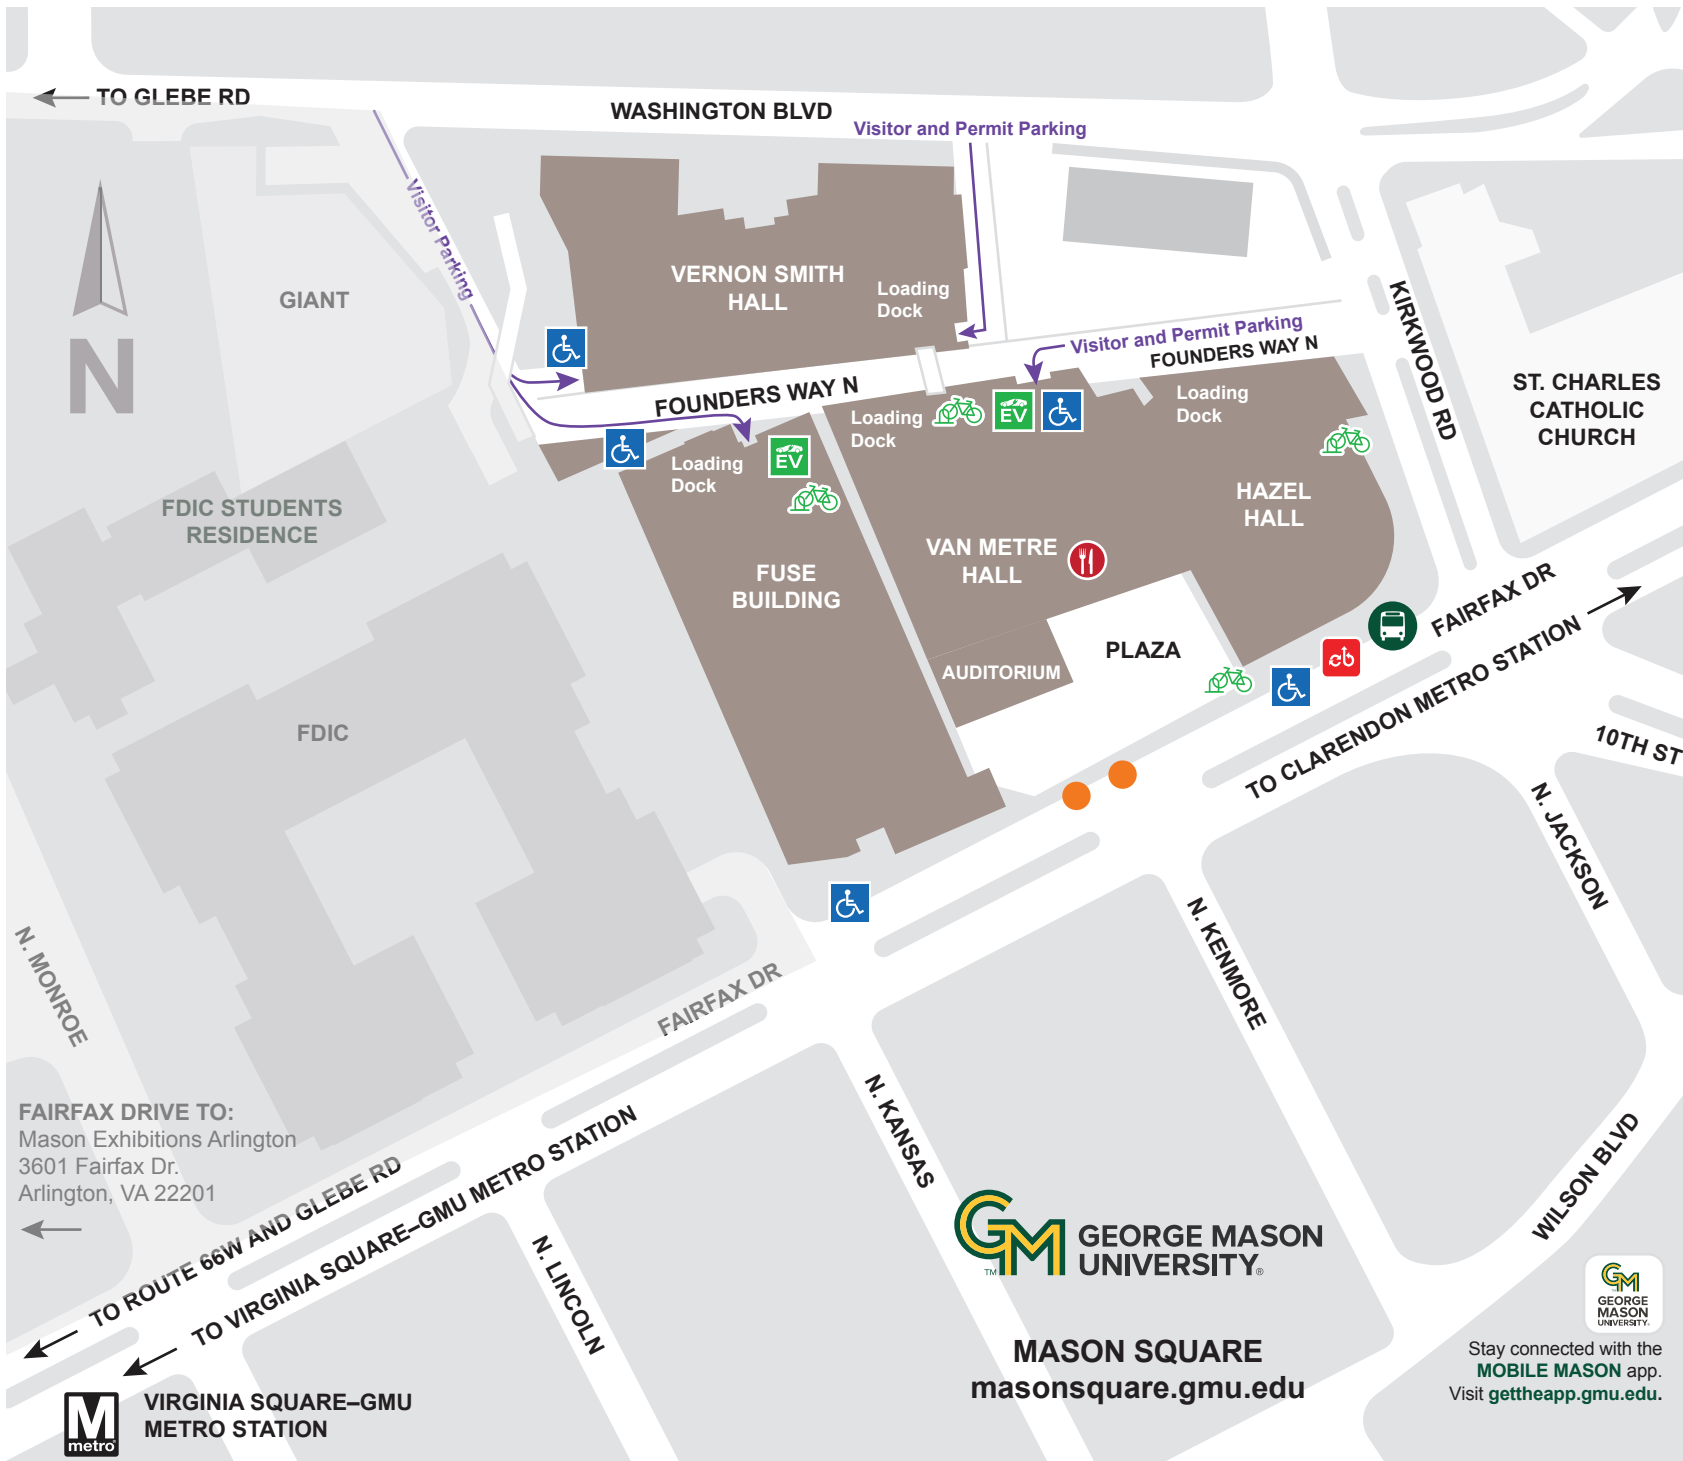 TO GLEBE RD
WASHINGTON BLVD
Visitor and Permit Parking
Visitor Parking
VERNON SMITH
HALL
Loading
Dock
GIANT
N
Visitor and Permit Parking
FOUNDERS WAY N
KIRKWOOD RD
ST. CHARLES
CATHOLIC
CHURCH
FOUNDERS WAY N
Loading
Dock
EV
Loading
Dock
Loading
Dock
EV
FDIC STUDENTS
RESIDENCE
HAZEL
HALL
VAN METRE
HALL
FUSE
BUILDING
PLAZA
AUDITORIUM
cb
FAIRFAX DR
TO CLARENDON METRO STATION
10TH ST
FDIC
N. JACKSON
N. KENMORE
N. MONROE
FAIRFAX DR
N. KANSAS
FAIRFAX DRIVE TO:
Mason Exhibitions Arlington
3601 Fairfax Dr.
Arlington, VA 22201
TO ROUTE 66W AND GLEBE RD
TO VIRGINIA SQUARE–GMU METRO STATION
N. LINCOLN
WILSON BLVD
GM
TM
GEORGE MASON
UNIVERSITY®
MASON SQUARE
masonsquare.gmu.edu
GM
GEORGE
MASON
UNIVERSITY®
Stay connected with the
MOBILE MASON app.
Visit gettheapp.gmu.edu.
M
metro
VIRGINIA SQUARE–GMU
METRO STATION